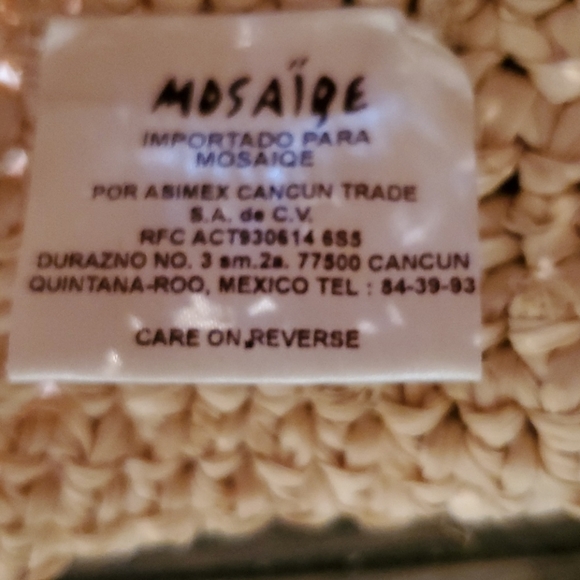 MOSAÏQE
IMPORTADO PARA
MOSAIQE
POR ASIMEX CANCUN TRADE
S.A. de C.V.
RFC ACT930614 6S5
DURAZNO NO. 3 sm.2a. 77500 CANCUN
QUINTANA-ROO, MEXICO TEL : 84-39-93
CARE ON REVERSE